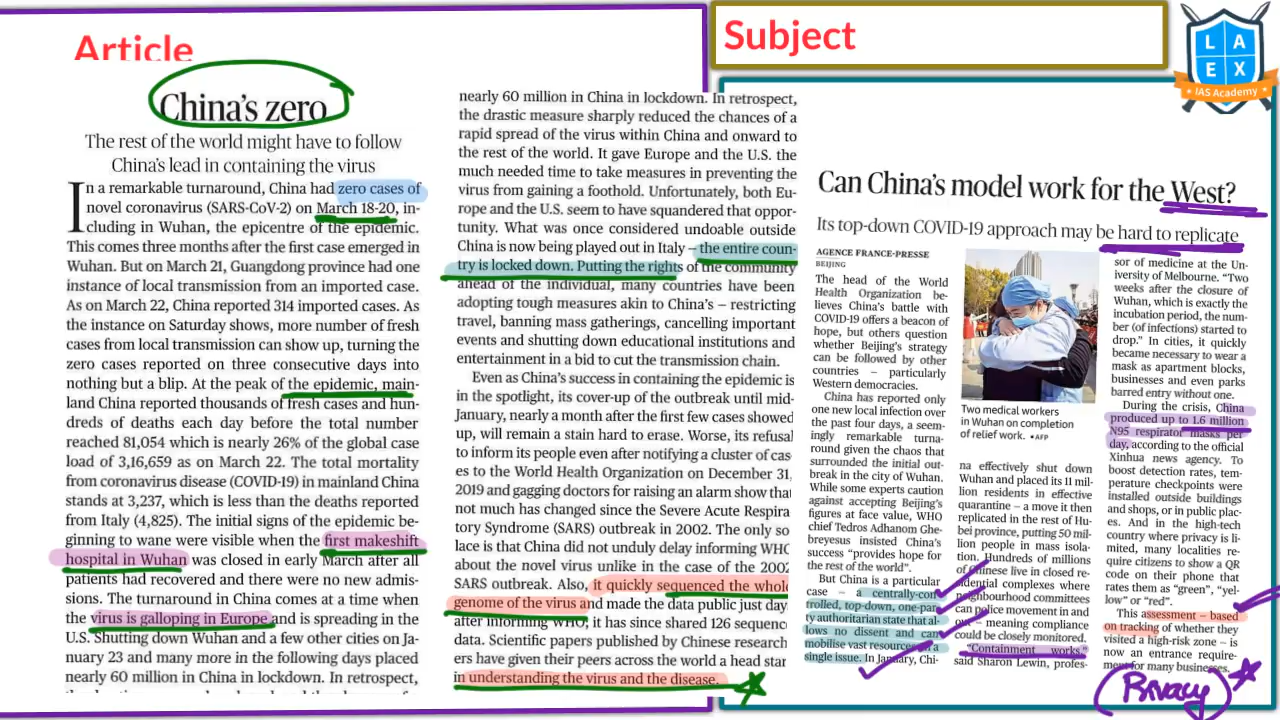 Article
China's zero
The rest of the world might have to follow
China's lead in containing the virus
In a remarkable turnaround, China had zero cases of
novel coronavirus (SARS-CoV-2) on March 18-20, in-
cluding in Wuhan, the epicentre of the epidemic.
This comes three months after the first case emerged in
Wuhan. But on March 21, Guangdong province had one
instance of local transmission from an imported case.
As on March 22, China reported 314 imported cases. As
the instance on Saturday shows, more number of fresh
cases from local transmission can show up, turning the
zero cases reported on three consecutive days into
nothing but a blip. At the peak of the epidemic, main-
land China reported thousands of fresh cases and hun-
dreds of deaths each day before the total number
reached 81,054 which is nearly 26% of the global case
load of 3,16,659 as on March 22. The total mortality
from coronavirus disease (COVID-19) in mainland China
stands at 3,237, which is less than the deaths reported
from Italy (4,825). The initial signs of the epidemic be-
ginning to wane were visible when the first makeshift
hospital in Wuhan was closed in early March after all
patients had recovered and there were no new admis-
sions. The turnaround in China comes at a time when
the virus is galloping in Europe and is spreading in the
U.S. Shutting down Wuhan and a few other cities on Ja-
nuary 23 and many more in the following days placed
nearly 60 million in China in lockdown. In retrospect,
nearly 60 million in China in lockdown. In retrospect,
the drastic measure sharply reduced the chances of a
rapid spread of the virus within China and onward to
the rest of the world. It gave Europe and the U.S. the
much needed time to take measures in preventing the
virus from gaining a foothold. Unfortunately, both Eu-
rope and the U.S. seem to have squandered that oppor-
tunity. What was once considered undoable outside
China is now being played out in Italy – the entire coun-
try is locked down. Putting the rights of the community
ahead of the individual, many countries have been
adopting tough measures akin to China's – restricting
travel, banning mass gatherings, cancelling important
events and shutting down educational institutions and
entertainment in a bid to cut the transmission chain.
Even as China's success in containing the epidemic is
in the spotlight, its cover-up of the outbreak until mid-
January, nearly a month after the first few cases showed
up, will remain a stain hard to erase. Worse, its refusal
to inform its people even after notifying a cluster of cas-
es to the World Health Organization on December 31,
2019 and gagging doctors for raising an alarm show that
not much has changed since the Severe Acute Respira
tory Syndrome (SARS) outbreak in 2002. The only so
lace is that China did not unduly delay informing WHO
about the novel virus unlike in the case of the 2002
SARS outbreak. Also, it quickly sequenced the whol
genome of the virus and made the data public just day
after informing WHO; it has since shared 126 sequenc
data. Scientific papers published by Chinese research
ers have given their peers across the world a head star
in understanding the virus and the disease.
Subject
LAEX
IAS Academy
Can China's model work for the West?
Its top-down COVID-19 approach may be hard to replicate
AGENCE FRANCE-PRESSE
BEIJING
The head of the World
Health Organization be-
lieves China's battle with
COVID-19 offers a beacon of
hope, but others question
whether Beijing's strategy
can be followed by other
countries – particularly
Western democracies.
China has reported only
one new local infection over
the past four days, a seem-
ingly remarkable turna-
round given the chaos that
surrounded the initial out-
break in the city of Wuhan.
While some experts caution
against accepting Beijing's
figures at face value, WHO
chief Tedros Adhanom Ghe-
breyesus insisted China's
success "provides hope for
the rest of the world".
But China is a particular
case – a centrally-con
trolled, top-down, one-par
ty authoritarian state that al-
lows no dissent and can
mobilise vast resources on a
single issue. In January, Chi-
Two medical workers
in Wuhan on completion
of relief work. •AFP
na effectively shut down
Wuhan and placed its 11 mil-
lion residents in effective
quarantine – a move it then
replicated in the rest of Hu-
bei province, putting 50 mil-
lion people in mass isola-
tion. Hundreds of millions
of Chinese live in closed re-
sidential complexes where
neighbourhood committees
can police movement in and
out – meaning compliance
could be closely monitored.
"Containment works,"
said Sharon Lewin, profes-
sor of medicine at the Un-
iversity of Melbourne. "Two
weeks after the closure of
Wuhan, which is exactly the
incubation period, the num-
ber (of infections) started to
drop." In cities, it quickly
became necessary to wear a
mask as apartment blocks,
businesses and even parks
barred entry without one.
During the crisis, China
produced up to 1.6 million
N95 respirator masks per
day, according to the official
Xinhua news agency. To
boost detection rates, tem-
perature checkpoints were
installed outside buildings
and shops, or in public plac-
es. And in the high-tech
country where privacy is li-
mited, many localities re-
quire citizens to show a QR
code on their phone that
rates them as "green", "yel-
low" or "red".
This assessment – based
on tracking of whether they
visited a high-risk zone – is
now an entrance require-
ment for many businesses.
Privacy